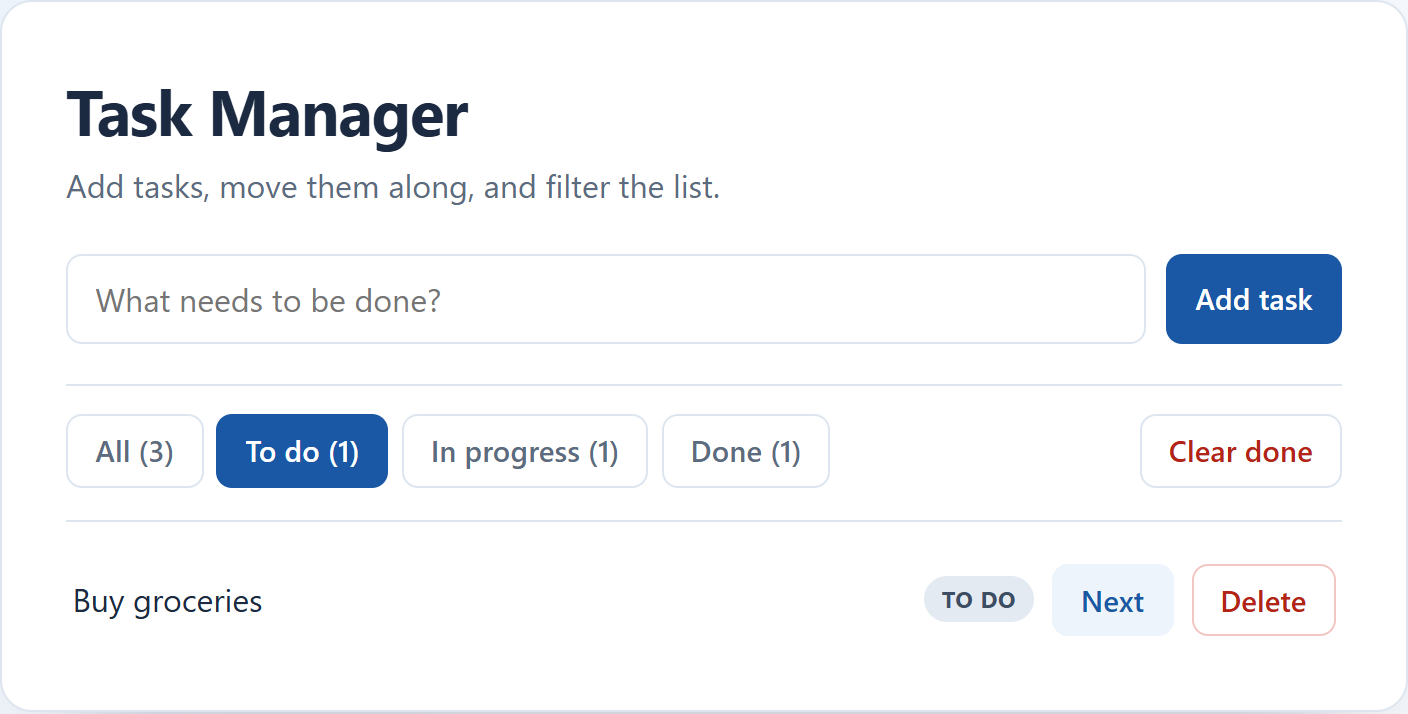 Task Manager
Add tasks, move them along, and filter the list.
What needs to be done?
Add task
All (3)
To do (1)
In progress (1)
Done (1)
Clear done
Buy groceries
TO DO
Next
Delete